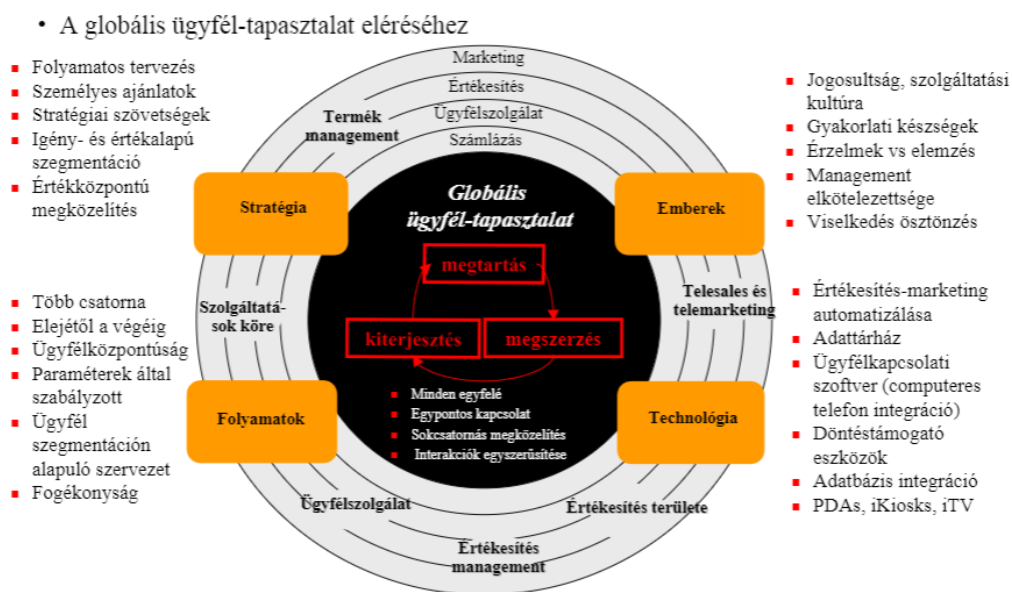 • A globális ügyfél-tapasztalat eléréséhez
Folyamatos tervezés
Személyes ajánlatok
Stratégiai szövetségek
Igény- és értékalapú
szegmentáció
Értékközpontú
megközelítés
Marketing
Értékesítés
Ügyfélszolgálat
Számlázás
Termék
management
Jogosultság, szolgáltatási
kultúra
Gyakorlati készségek
Érzelmek vs elemzés
Management
elkötelezettsége
Viselkedés ösztönzés
Stratégia
Globális
ügyfél-tapasztalat
Emberek
megtartás
kiterjesztés
megszerzés
Szolgáltatá-
sok köre
Telesales és
telemarketing
Több csatorna
Elejétől a végéig
Ügyfélközpontúság
Paraméterek által
szabályzott
Ügyfél
szegmentáción
alapuló szervezet
Fogékonyság
Minden egyfelé
Egypontos kapcsolat
Sokcsatornás megközelítés
Interakciók egyszerűsítése
Folyamatok
Technológia
Értékesítés-marketing
automatizálása
Adattárház
Ügyfélkapcsolati
szoftver (computeres
telefon integráció)
Döntéstámogató
eszközök
Adatbázis integráció
PDAs, iKiosks, iTV
Ügyfélszolgálat
Értékesítés területe
Értékesítés
management